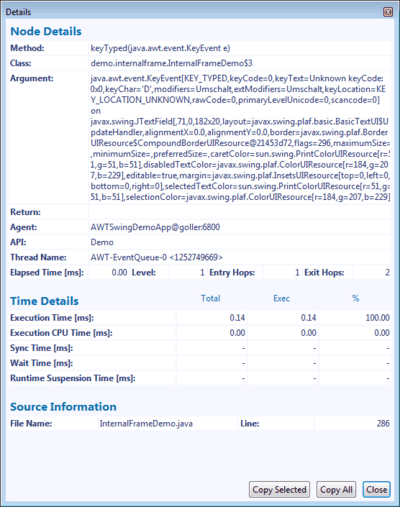 Details
Node Details
Method: keyTyped(java.awt.event.KeyEvent e)
Class: demo.internalframe.InternalFrameDemo$3
Argument: java.awt.event.KeyEvent[KEY_TYPED,keyCode=0,keyText=Unknown keyCode:
0x0,keyChar='D',modifiers=Umschalt,extModifiers=Umschalt,keyLocation=KE
Y_LOCATION_UNKNOWN,rawCode=0,primaryLevelUnicode=0,scancode=0]
on
javax.swing.JTextField[,71,0,182x20,layout=javax.swing.plaf.basic.BasicTextUI$U
pdateHandler,alignmentX=0.0,alignmentY=0.0,border=javax.swing.plaf.Border
UIResource$CompoundBorderUIResource@21453d72,flags=296,maximumSize=
,minimumSize=,preferredSize=,caretColor=sun.swing.PrintColorUIResource[r=5
1,g=51,b=51],disabledTextColor=javax.swing.plaf.ColorUIResource[r=184,g=20
7,b=229],editable=true,margin=javax.swing.plaf.InsetsUIResource[top=0,left=0,
bottom=0,right=0],selectedTextColor=sun.swing.PrintColorUIResource[r=51,g=
51,b=51],selectionColor=javax.swing.plaf.ColorUIResource[r=184,g=207,b=229]
Return:
Agent: AWTSwingDemoApp@goller:6800
API: Demo
Thread Name: AWT-EventQueue-0 <1252749669>
Elapsed Time [ms]: 0.00 Level: 1 Entry Hops: 1 Exit Hops: 2
Time Details Total Exec %
Execution Time [ms]: 0.14 0.14 100.00
Execution CPU Time [ms]: 0.00 0.00 0.00
Sync Time [ms]: - - -
Wait Time [ms]: - - -
Runtime Suspension Time [ms]: - - -
Source Information
File Name: InternalFrameDemo.java Line: 286
Copy Selected Copy All Close